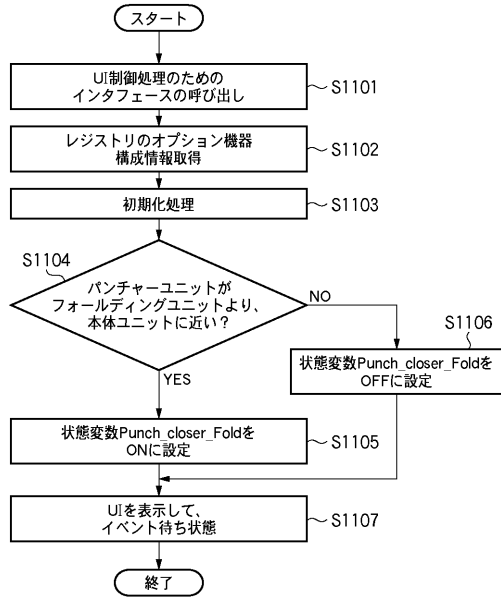 スタート
UI制御処理のための
インタフェースの呼び出し
S1101
レジストリのオプション機器
構成情報取得
S1102
初期化処理
S1103
S1104
パンチャーユニットが
フォールディングユニットより、
本体ユニットに近い？
NO
YES
S1106
状態変数Punch_closer_Foldを
OFFに設定
状態変数Punch_closer_Foldを
ONに設定
S1105
UIを表示して、
イベント待ち状態
S1107
終了